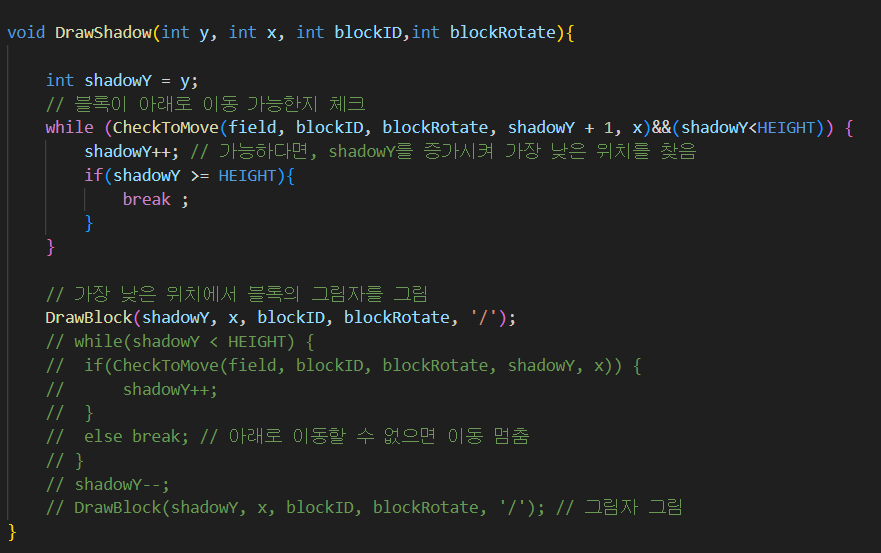 void DrawShadow(int y, int x, int blockID,int blockRotate){
int shadowY = y;
// 블록이 아래로 이동 가능한지 체크
while (CheckToMove(field, blockID, blockRotate, shadowY + 1, x)&&(shadowY<HEIGHT)) {
shadowY++; // 가능하다면, shadowY를 증가시켜 가장 낮은 위치를 찾음
if(shadowY >= HEIGHT){
break ;
}
}
// 가장 낮은 위치에서 블록의 그림자를 그림
DrawBlock(shadowY, x, blockID, blockRotate, '/');
// while(shadowY < HEIGHT) {
//  if(CheckToMove(field, blockID, blockRotate, shadowY, x)) {
//      shadowY++;
//  }
//  else break; // 아래로 이동할 수 없으면 이동 멈춤
// }
// shadowY--;
// DrawBlock(shadowY, x, blockID, blockRotate, '/'); // 그림자 그림
}